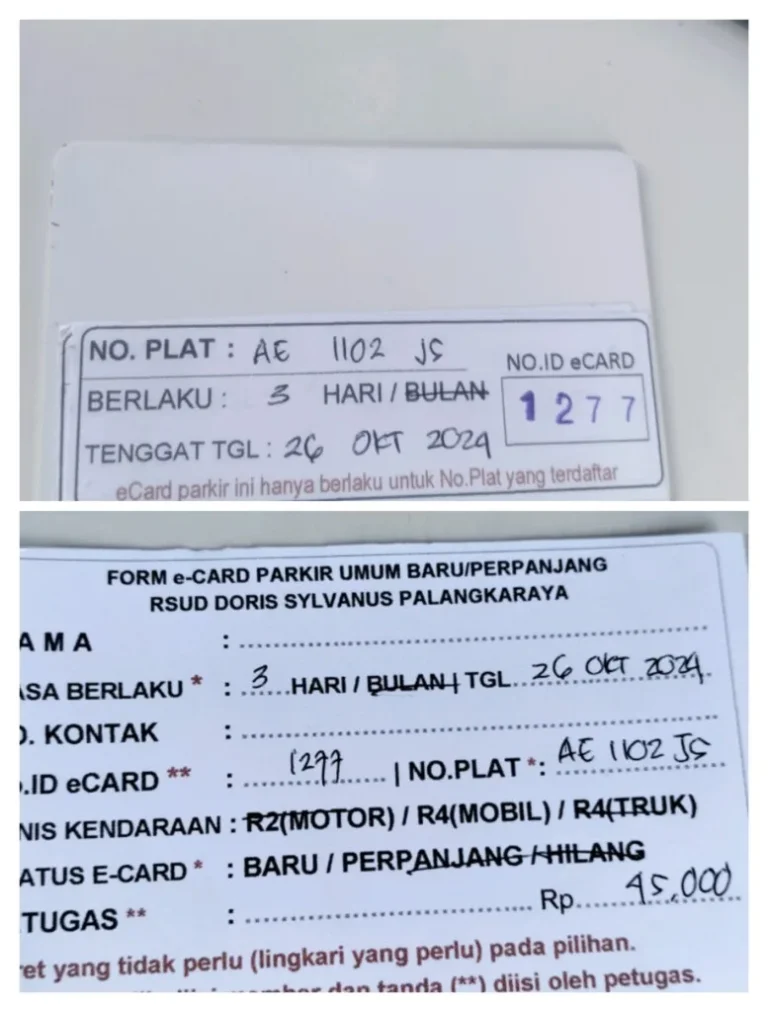 NO. PLAT : AE 1102 JS
NO.ID eCARD
BERLAKU : 3 HARI / BULAN
1277
TENGGAT TGL : 26 OKT 2024
eCard parkir ini hanya berlaku untuk No.Plat yang terdaftar
FORM e-CARD PARKIR UMUM BARU/PERPANJANG
RSUD DORIS SYLVANUS PALANGKARAYA
AMA :
ASA BERLAKU * : 3 HARI / BULAN | TGL. 26 OKT 2024
O. KONTAK :
.ID eCARD ** : 1277 | NO.PLAT *: AE 1102 JS
NIS KENDARAAN : R2(MOTOR) / R4(MOBIL) / R4(TRUK)
ATUS E-CARD * : BARU / PERPANJANG / HILANG
TUGAS ** : Rp. 45,000
ret yang tidak perlu (lingkari yang perlu) pada pilihan.
dan tanda (**) diisi oleh petugas.